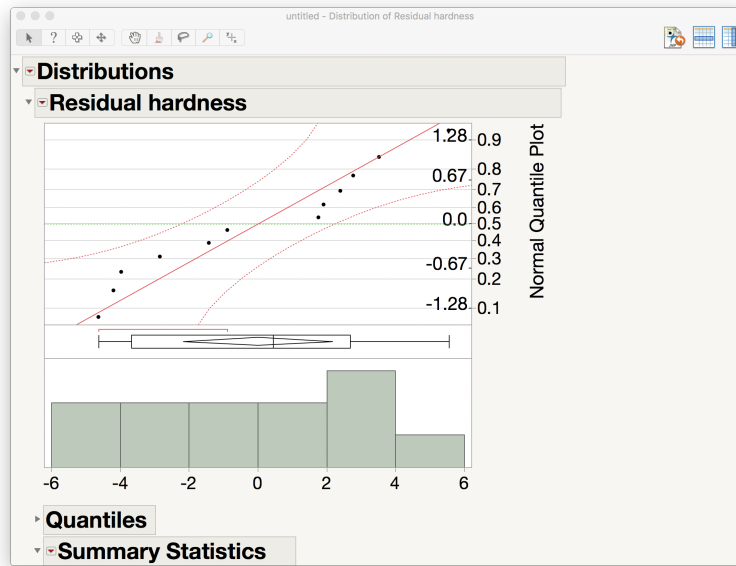 untitled - Distribution of Residual hardness
Distributions
Residual hardness
1.28 0.9
0.8
0.67 0.7
0.6
0.0 0.5
0.4
-0.67 0.3
0.2
-1.28 0.1
Normal Quantile Plot
-6 -4 -2 0 2 4 6
Quantiles
Summary Statistics